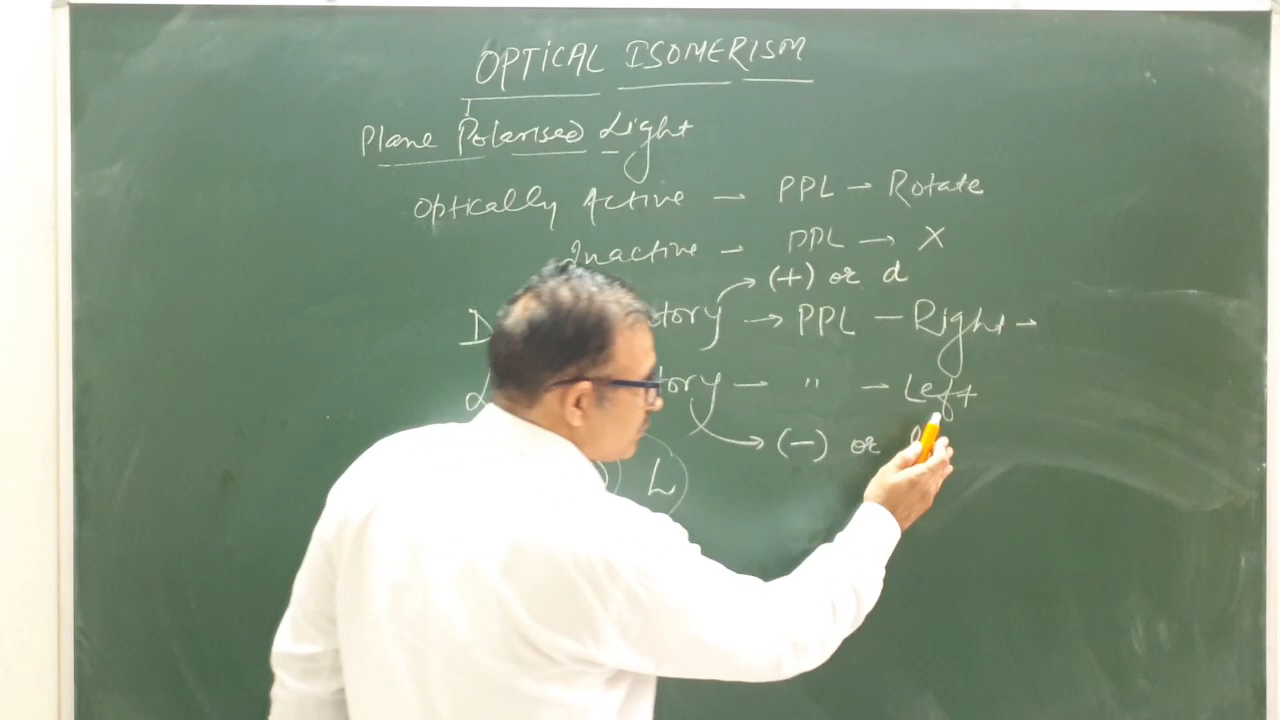 OPTICAL ISOMERISM
Plane Polarised Light
Optically Active — PPL — Rotate
Inactive — PPL → X
(+) or d
D tory → PPL — Right —
tory — " — Left
(-) or l
L